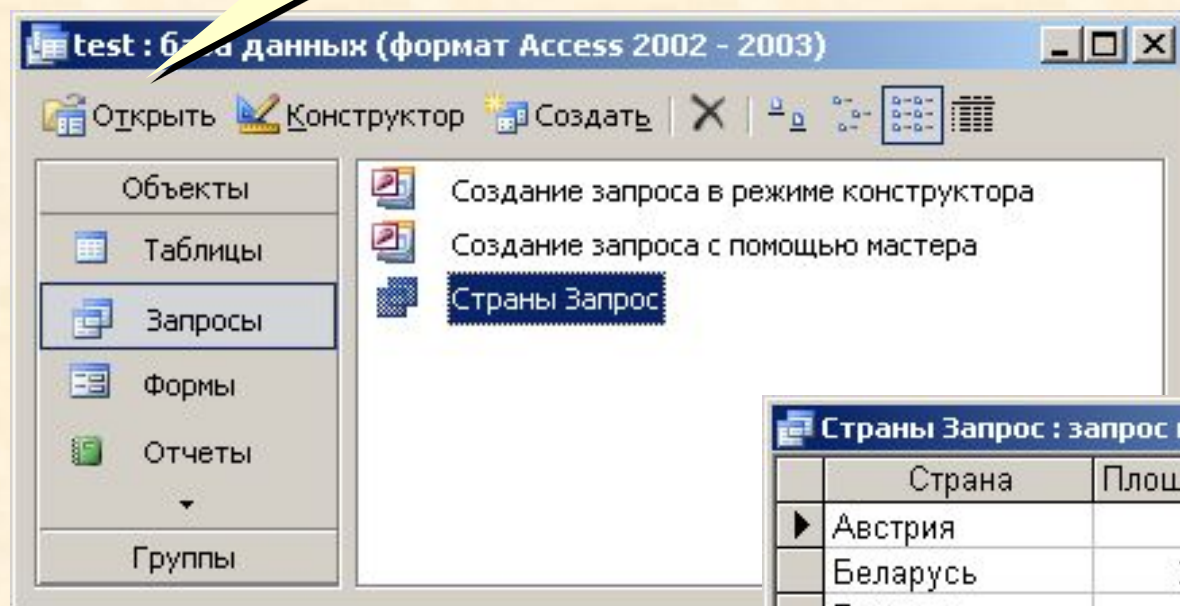 test : база данных (формат Access 2002 - 2003)
Открыть Конструктор Создать
Объекты
Таблицы
Запросы
Формы
Отчеты
Группы
Создание запроса в режиме конструктора
Создание запроса с помощью мастера
Страны Запрос
Страны Запрос : запрос
Страна
Австрия
Беларусь